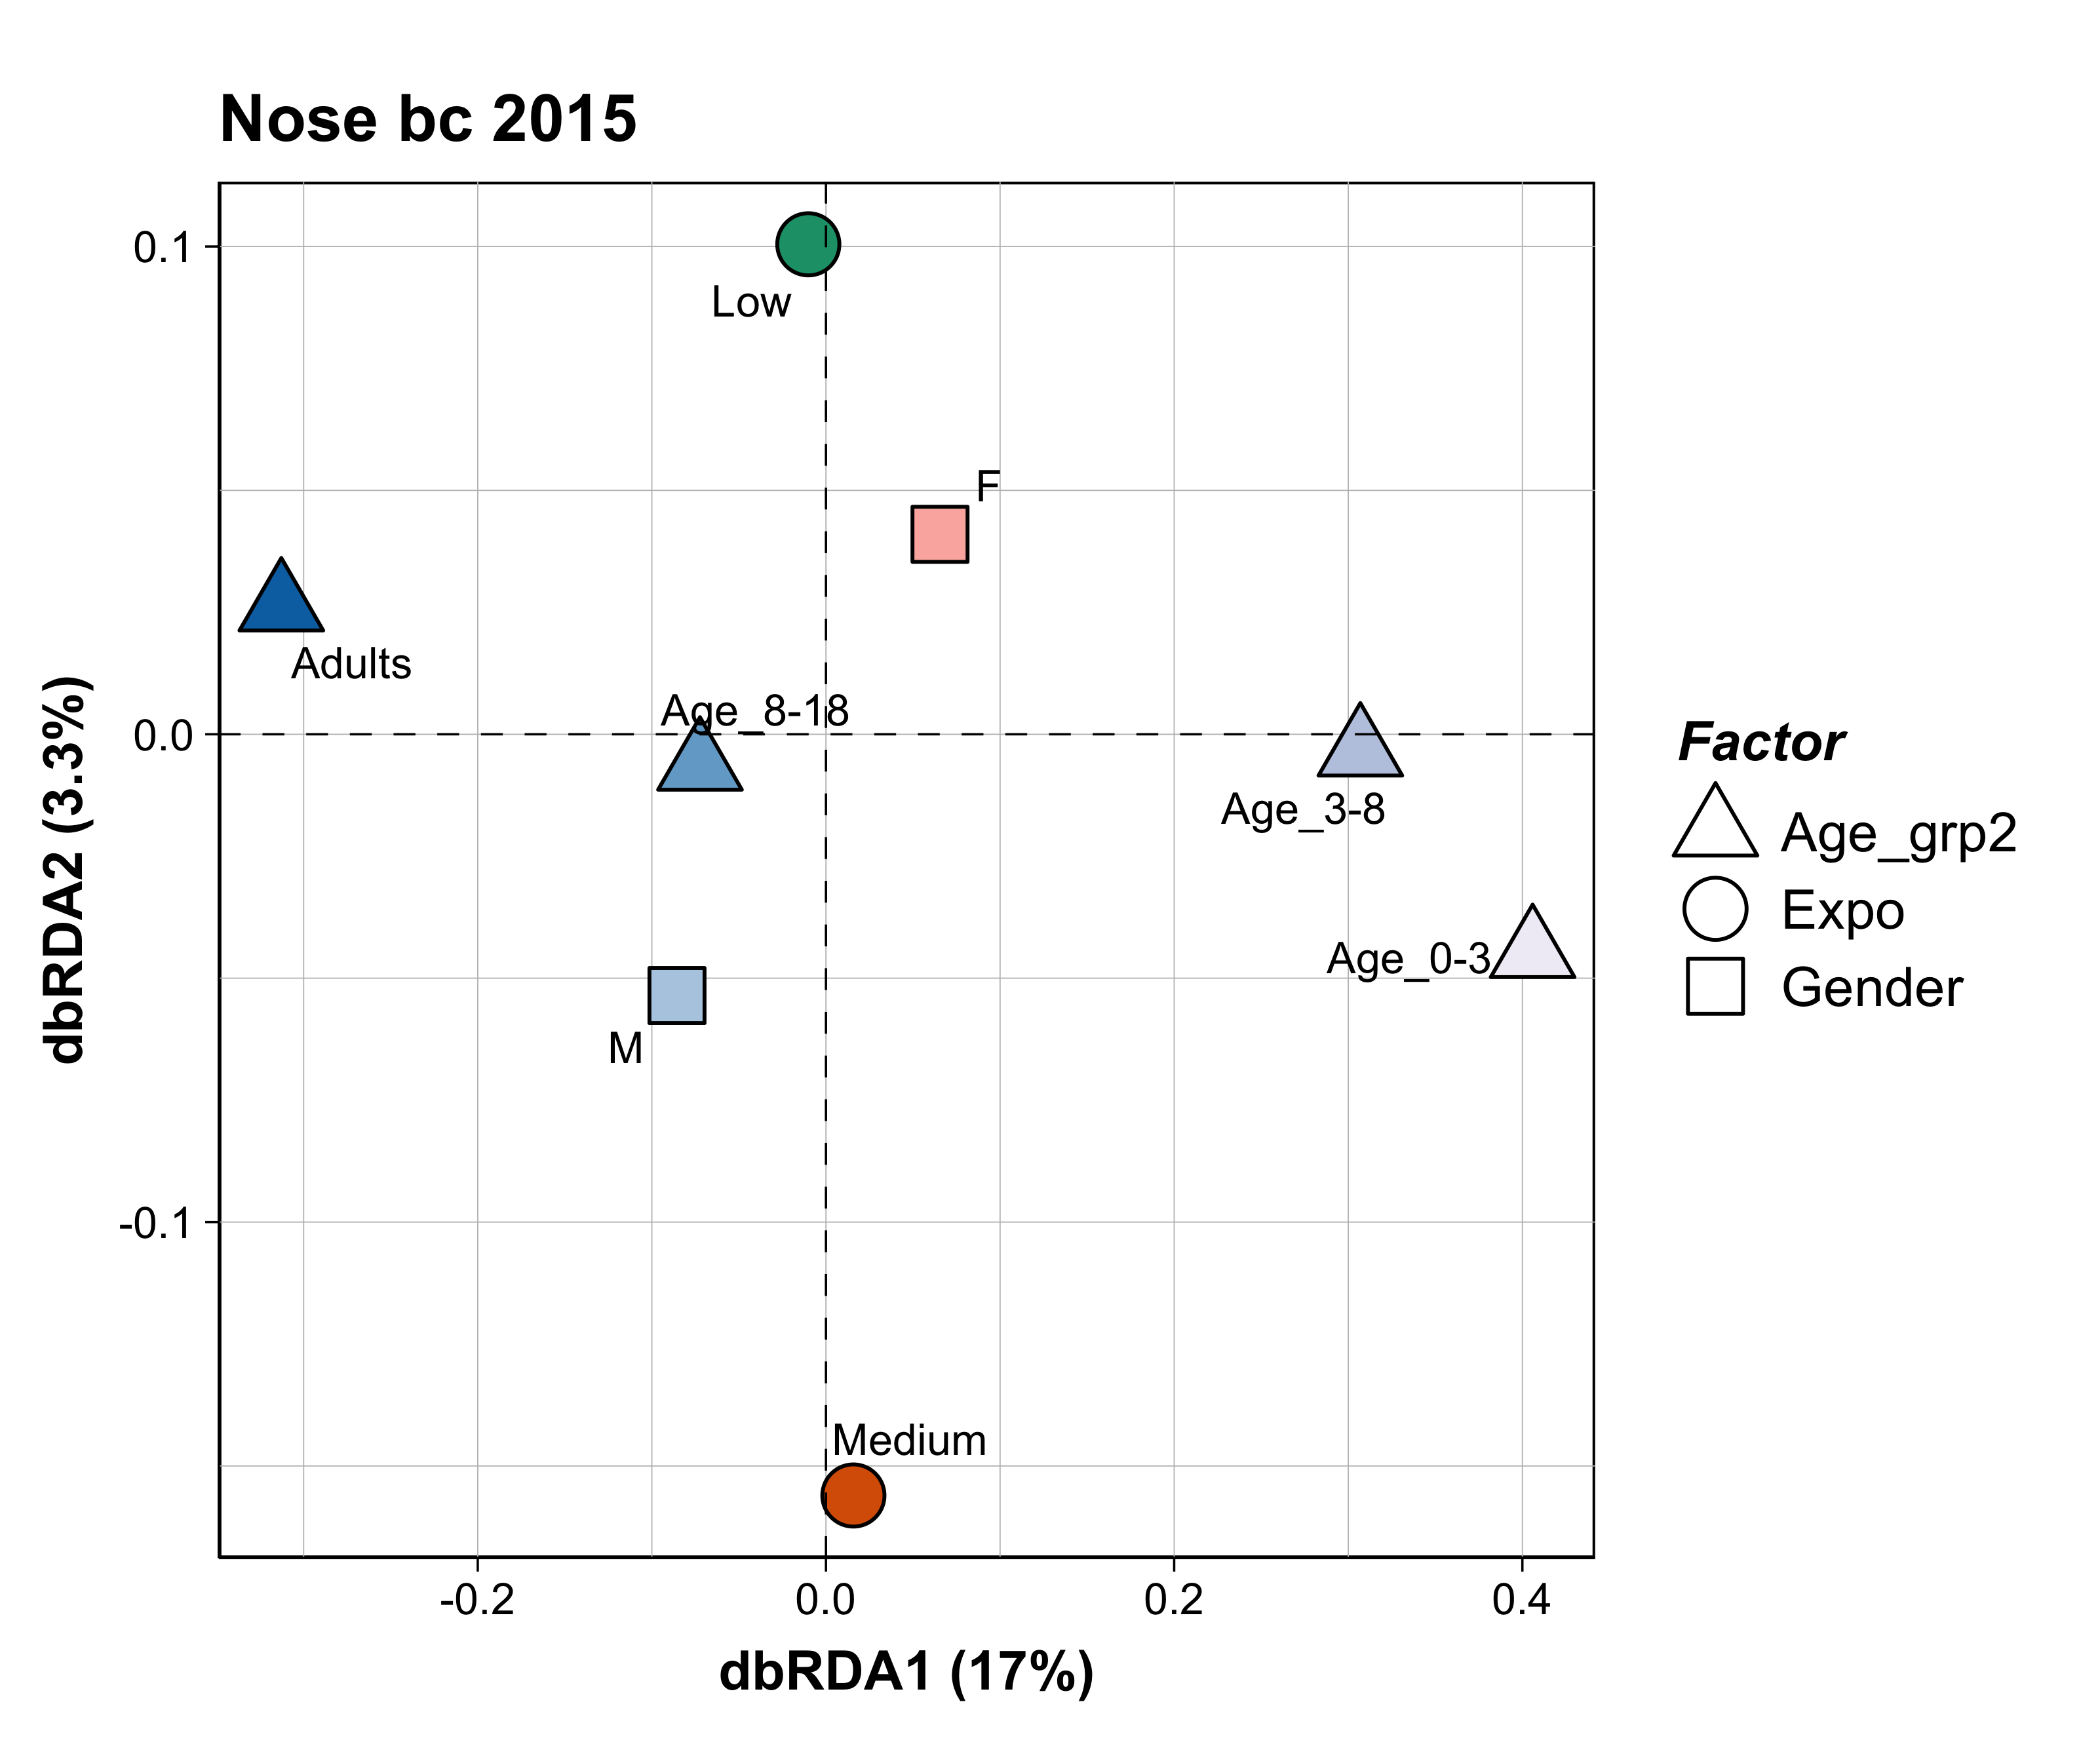 Nose bc 2015
0.1
0.0
-0.1
dbRDA2 (3.3%)
Low
F
Adults
Age_8-18
Age_3-8
Age_0-3
M
Medium
-0.2
0.0
0.2
0.4
dbRDA1 (17%)
Factor
Age_grp2
Expo
Gender